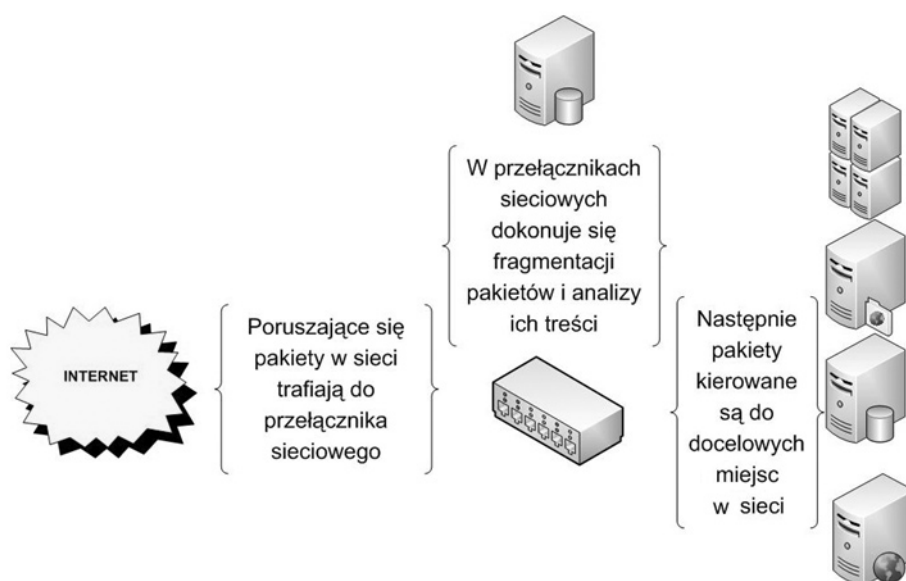 W przełącznikach
sieciowych
dokonuje się
fragmentacji
pakietów i analizy
ich treści
INTERNET
Poruszające się
pakiety w sieci
trafiają do
przełącznika
sieciowego
Następnie
pakiety
kierowane
są do
docelowych
miejsc
w sieci